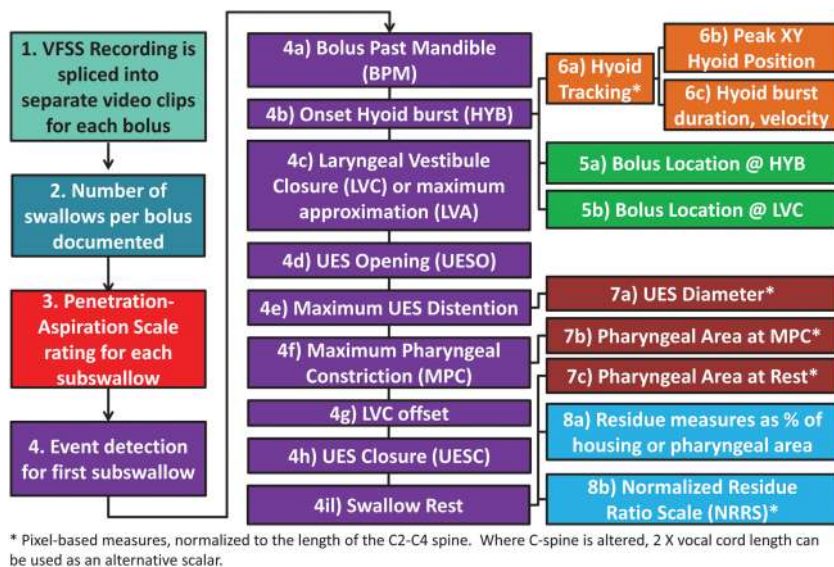 1. VFSS Recording is
spliced into
separate video clips
for each bolus
2. Number of
swallows per bolus
documented
3. Penetration-
Aspiration Scale
rating for each
subswallow
4. Event detection
for first subswallow
4a) Bolus Past Mandible
(BPM)
4b) Onset Hyoid burst (HYB)
4c) Laryngeal Vestibule
Closure (LVC) or maximum
approximation (LVA)
4d) UES Opening (UESO)
4e) Maximum UES Distention
4f) Maximum Pharyngeal
Constriction (MPC)
4g) LVC offset
4h) UES Closure (UESC)
4il) Swallow Rest
6a) Hyoid
Tracking*
6b) Peak XY
Hyoid Position
6c) Hyoid burst
duration, velocity
5a) Bolus Location @ HYB
5b) Bolus Location @ LVC
7a) UES Diameter*
7b) Pharyngeal Area at MPC*
7c) Pharyngeal Area at Rest*
8a) Residue measures as % of
housing or pharyngeal area
8b) Normalized Residue
Ratio Scale (NRRS)*
* Pixel-based measures, normalized to the length of the C2-C4 spine.  Where C-spine is altered, 2 X vocal cord length can
be used as an alternative scalar.